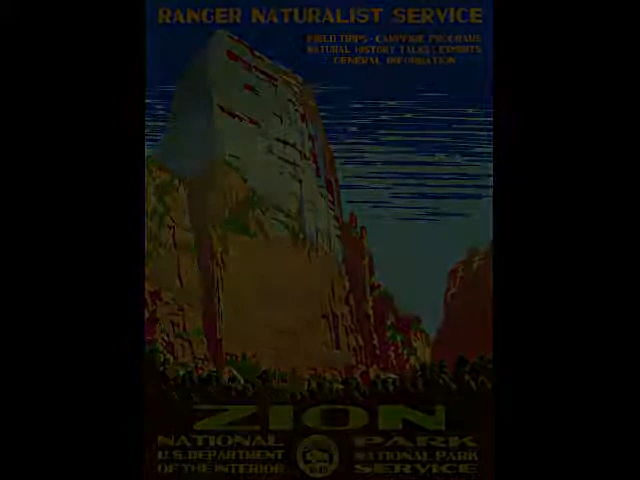 RANGER NATURALIST SERVICE
FIELD TRIPS - CAMPFIRE PROGRAMS
NATURAL HISTORY TALKS - EXHIBITS
GENERAL INFORMATION
ZION
NATIONAL PARK
U.S. DEPARTMENT OF THE INTERIOR
NATIONAL PARK SERVICE